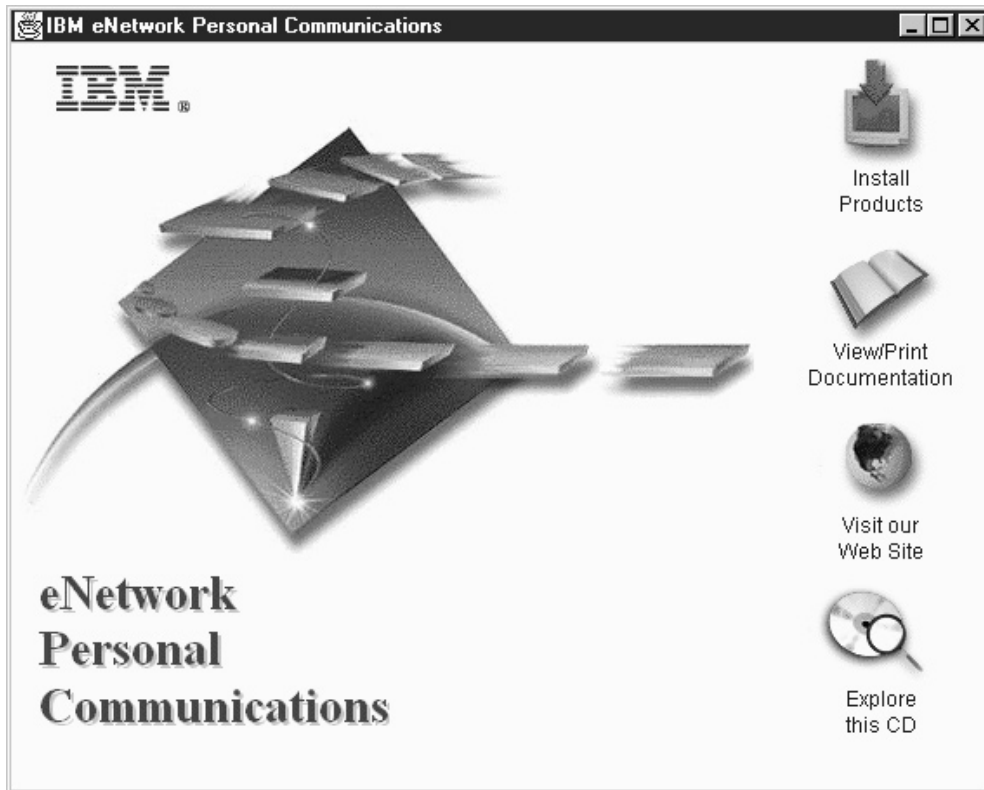 IBM eNetwork Personal Communications
IBM®
Install
Products
View/Print
Documentation
Visit our
Web Site
Explore
this CD
eNetwork
Personal
Communications